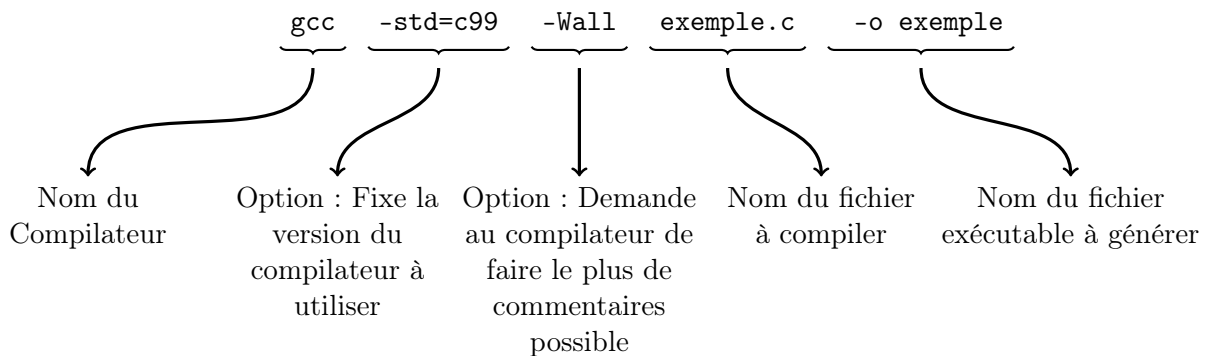 gcc -std=c99 -Wall exemple.c -o exemple
Nom du
Compilateur
Option : Fixe la
version du
compilateur à
utiliser
Option : Demande
au compilateur de
faire le plus de
commentaires
possible
Nom du fichier
à compiler
Nom du fichier
exécutable à générer